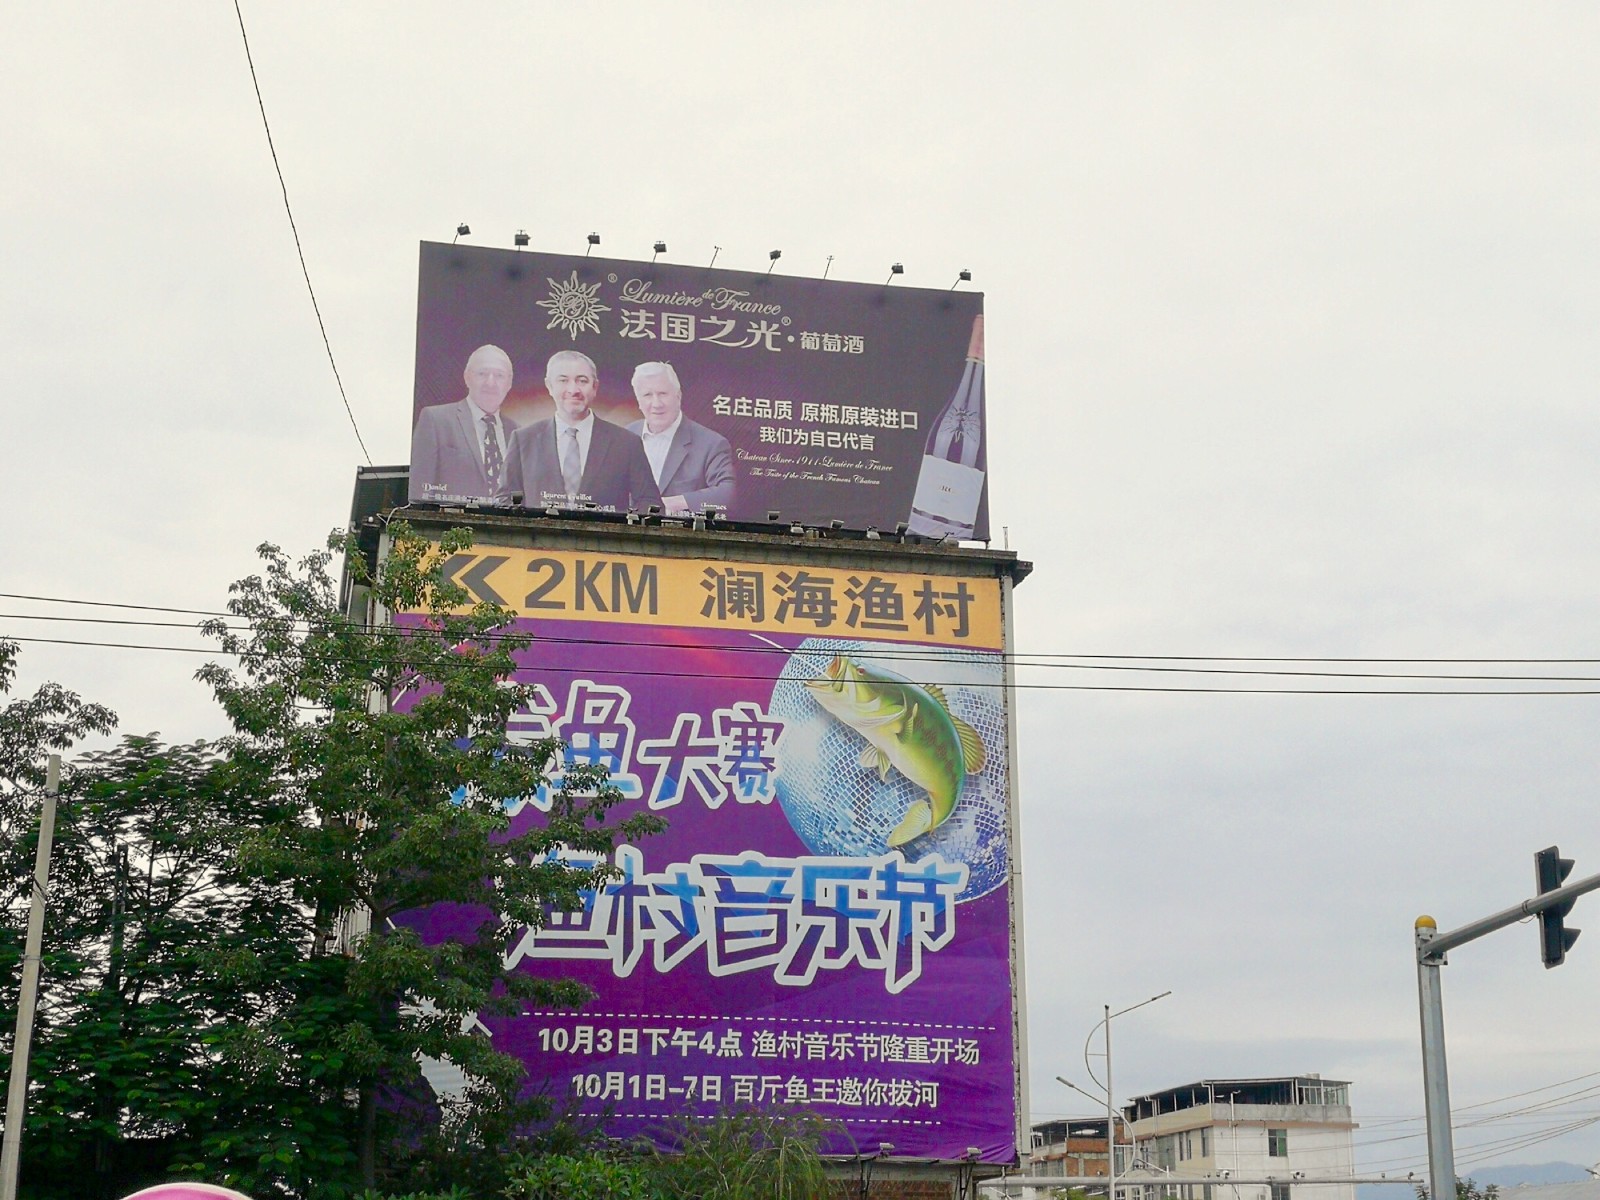 Lumière de France
法国之光·葡萄酒
名庄品质 原瓶原装进口
我们为自己代言
Chateau Since-1911-Lumière de France
The Taste of the French Famous Chateau
Daniel
Laurent Guillot
Jacques
2KM 澜海渔村
鱼大赛
渔村音乐节
10月3日下午4点 渔村音乐节隆重开场
10月1日-7日 百斤鱼王邀你拔河